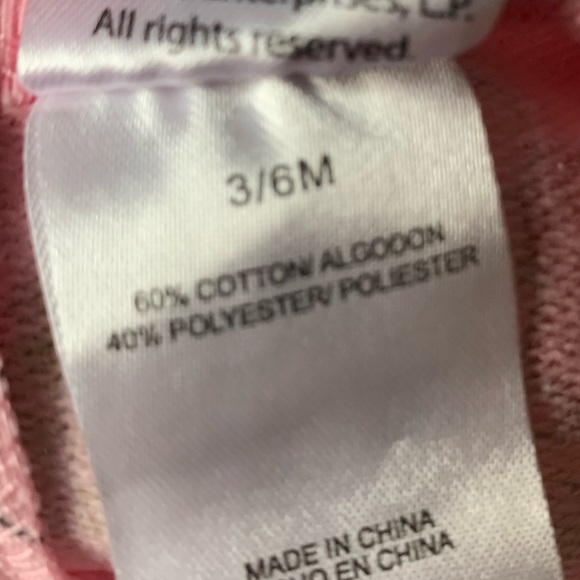 L.P.
All rights reserved.
3/6M
60% COTTON/ ALGODON
40% POLYESTER/ POLIESTER
MADE IN CHINA
EN CHINA